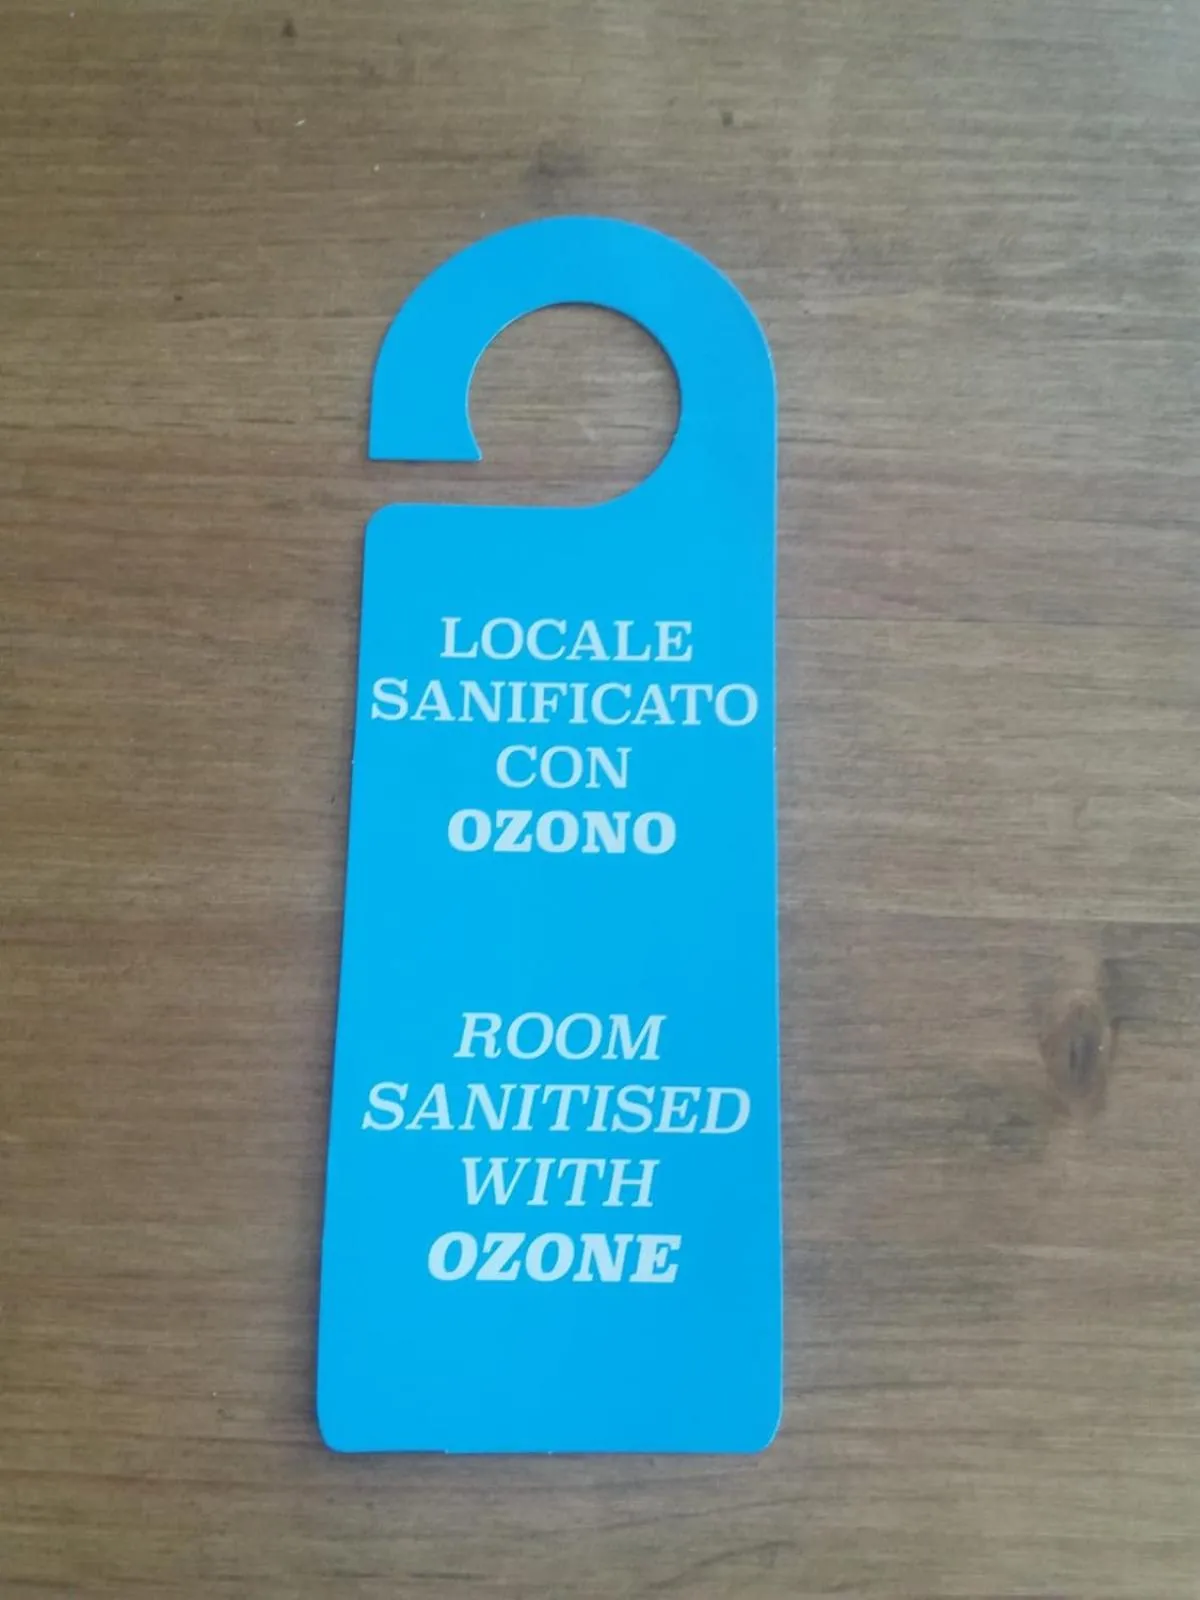 LOCALE
SANIFICATO
CON
OZONO
ROOM
SANITISED
WITH
OZONE